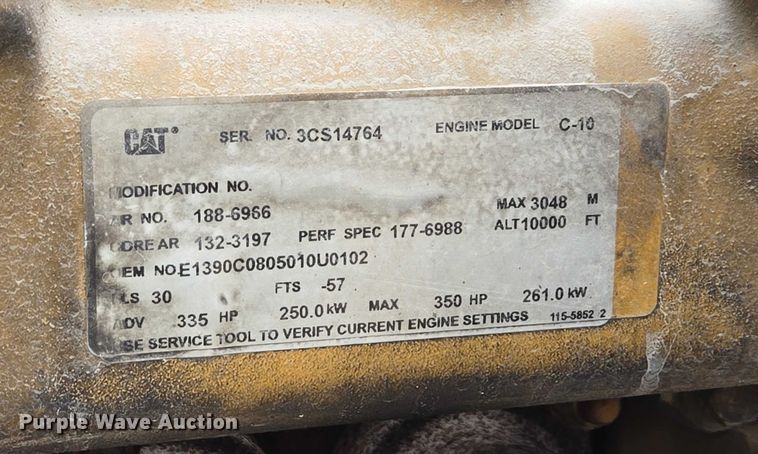 CAT® SER. NO. 3CS14764 ENGINE MODEL C-10
MODIFICATION NO.
AR NO. 188-6966 MAX 3048 M
CORE AR 132-3197 PERF SPEC 177-6988 ALT 10000 FT
OEM NO. E1390C0805010U0102
FLS 30 FTS -57
ADV 335 HP 250.0 kW MAX 350 HP 261.0 kW
USE SERVICE TOOL TO VERIFY CURRENT ENGINE SETTINGS 115-5852 2
Purple Wave Auction